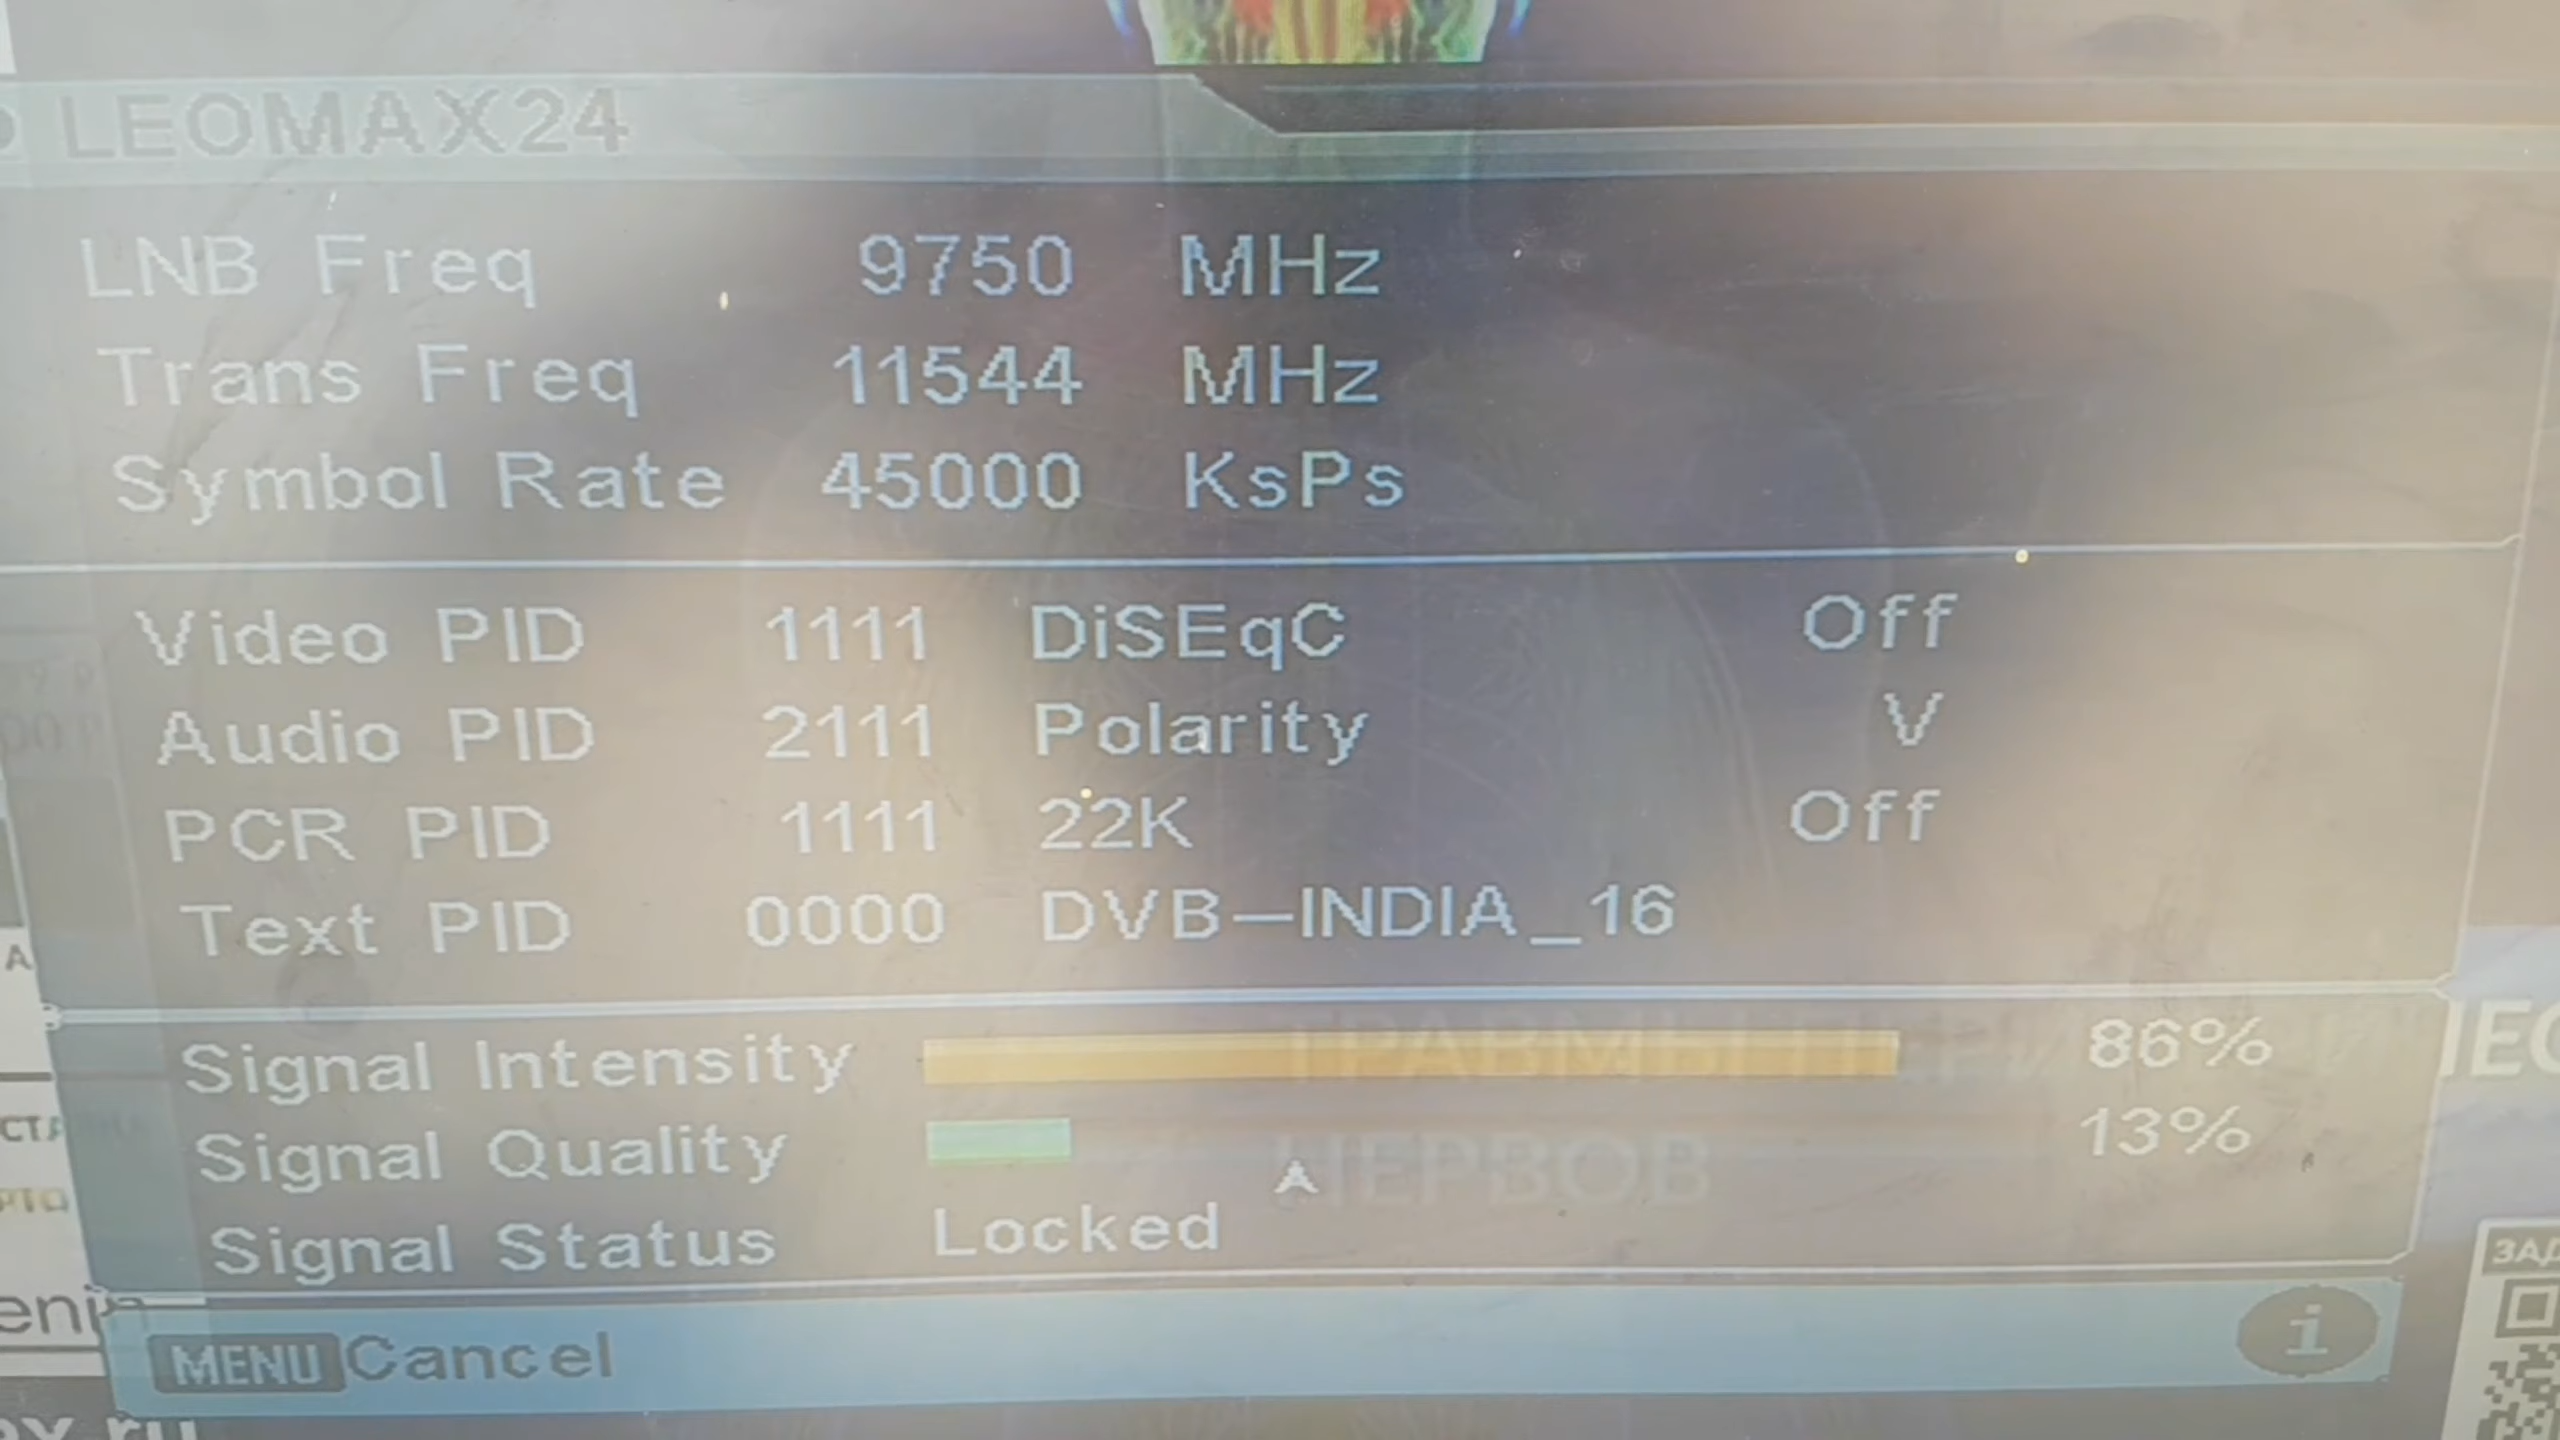 LEOMAX24
LNB Freq 9750 MHz
Trans Freq 11544 MHz
Symbol Rate 45000 KsPs
Video PID 1111 DiSEqC Off
Audio PID 2111 Polarity V
PCR PID 1111 22K Off
Text PID 0000 DVB-INDIA_16
Signal Intensity 86%
Signal Quality 13%
НЕРВОВ
Signal Status Locked
MENU Cancel i